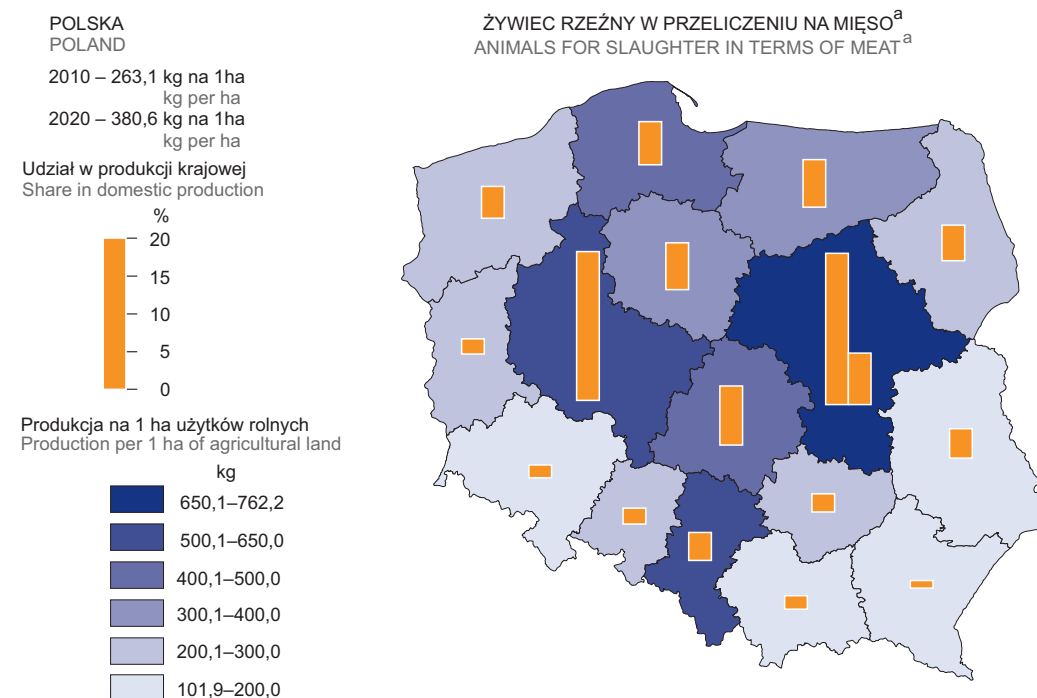 POLSKA
POLAND
2010 – 263,1 kg na 1ha
kg per ha
2020 – 380,6 kg na 1ha
kg per ha
Udział w produkcji krajowej
Share in domestic production
%
20
15
10
5
0
Produkcja na 1 ha użytków rolnych
Production per 1 ha of agricultural land
kg
650,1–762,2
500,1–650,0
400,1–500,0
300,1–400,0
200,1–300,0
101,9–200,0
ŻYWIEC RZEŹNY W PRZELICZENIU NA MIĘSO a
ANIMALS FOR SLAUGHTER IN TERMS OF MEAT a